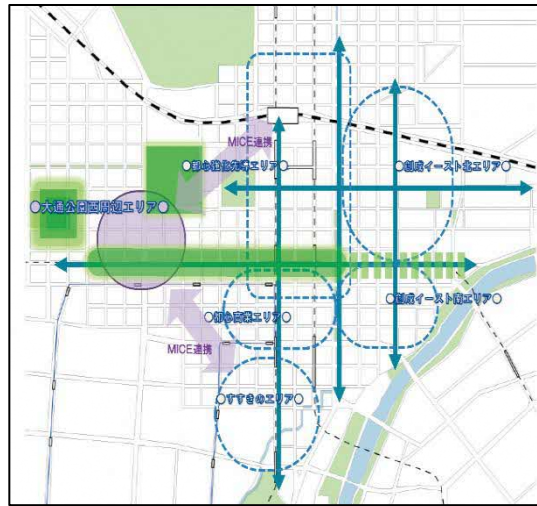 MICE連携
●都心強化先導エリア●
●創成イースト北エリア●
●大通公園西周辺エリア●
●創成イースト南エリア●
●都心商業エリア●
MICE連携
●すすきのエリア●